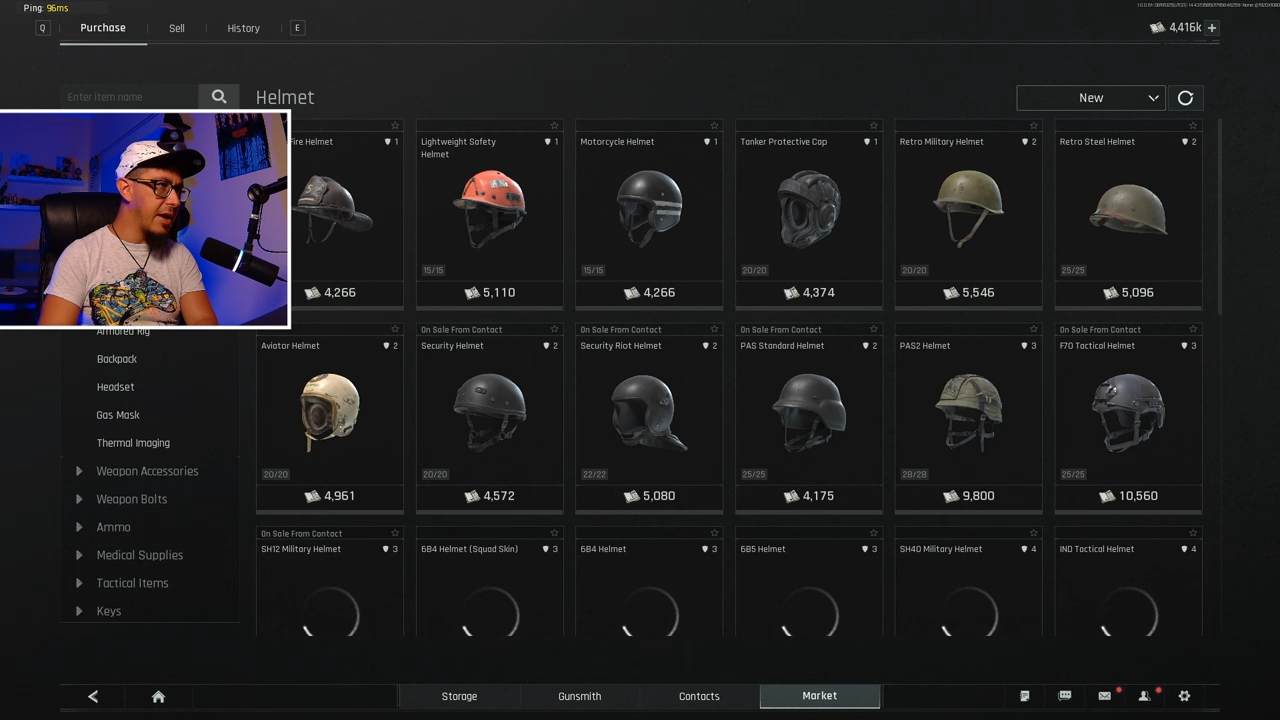 Ping: 96ms
Q
Purchase
Sell
History
E
4,416k
Enter item name
Helmet
New
Fire Helmet
1
Lightweight Safety
Helmet
1
Motorcycle Helmet
1
Tanker Protective Cap
1
Retro Military Helmet
2
Retro Steel Helmet
2
15/15
15/15
20/20
20/20
25/25
4,266
5,110
4,266
4,374
5,546
5,096
Armored Rig
Backpack
Headset
Gas Mask
Thermal Imaging
Weapon Accessories
Weapon Bolts
Ammo
Medical Supplies
Tactical Items
Keys
On Sale From Contact
On Sale From Contact
On Sale From Contact
On Sale From Contact
Aviator Helmet
2
Security Helmet
2
Security Riot Helmet
2
PAS Standard Helmet
2
PAS2 Helmet
3
F70 Tactical Helmet
3
20/20
20/20
22/22
25/25
28/28
25/25
4,961
4,572
5,080
4,175
9,800
10,560
On Sale From Contact
SH12 Military Helmet
3
6B4 Helmet (Squad Skin)
3
6B4 Helmet
3
6B5 Helmet
3
SH40 Military Helmet
4
IND Tactical Helmet
4
Storage
Gunsmith
Contacts
Market